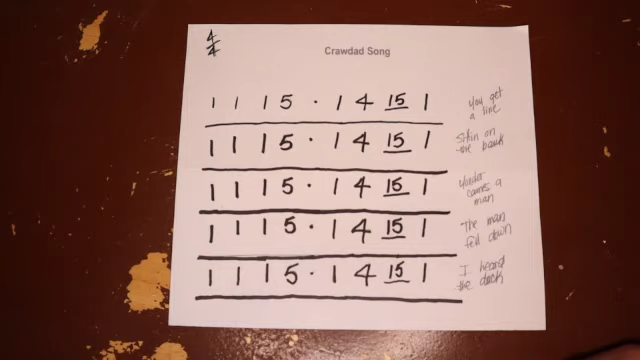 4/4
Crawdad Song
1 1 1 5 · 1 4 15 1
You get
a line
1 1 1 5 · 1 4 15 1
Sittin on
the bank
1 1 1 5 · 1 4 15 1
Yonder
comes a
man
1 1 1 5 · 1 4 15 1
The man
fell down
1 1 1 5 · 1 4 15 1
I heard
the duck